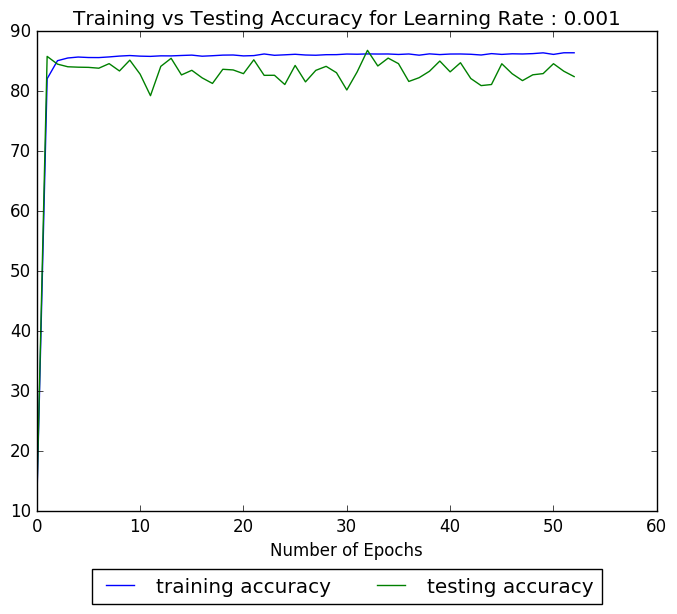 Training vs Testing Accuracy for Learning Rate : 0.001
90
80
70
60
50
40
30
20
10
0 10 20 30 40 50 60
Number of Epochs
training accuracy testing accuracy